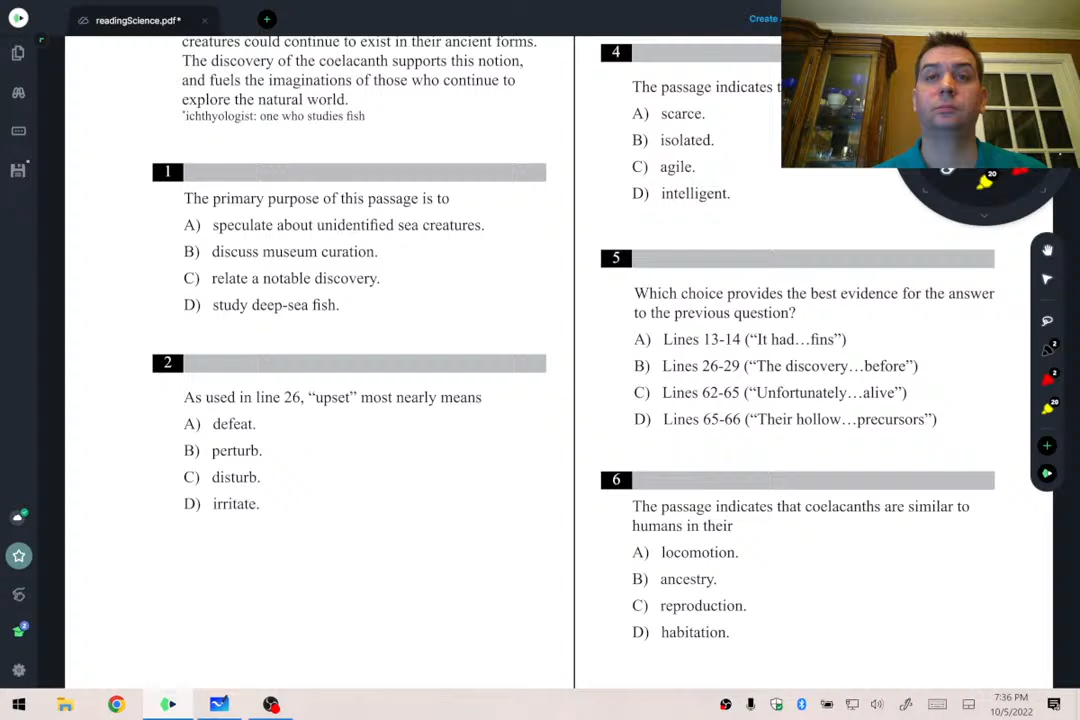 readingScience.pdf*
Create
creatures could continue to exist in their ancient forms.
The discovery of the coelacanth supports this notion,
and fuels the imaginations of those who continue to
explore the natural world.
*ichthyologist: one who studies fish
1
The primary purpose of this passage is to
A) speculate about unidentified sea creatures.
B) discuss museum curation.
C) relate a notable discovery.
D) study deep-sea fish.
2
As used in line 26, “upset” most nearly means
A) defeat.
B) perturb.
C) disturb.
D) irritate.
4
The passage indicates
A) scarce.
B) isolated.
C) agile.
D) intelligent.
5
Which choice provides the best evidence for the answer
to the previous question?
A) Lines 13-14 (“It had…fins”)
B) Lines 26-29 (“The discovery…before”)
C) Lines 62-65 (“Unfortunately…alive”)
D) Lines 65-66 (“Their hollow…precursors”)
6
The passage indicates that coelacanths are similar to
humans in their
A) locomotion.
B) ancestry.
C) reproduction.
D) habitation.
20
2
2
20
2
7:36 PM
10/5/2022